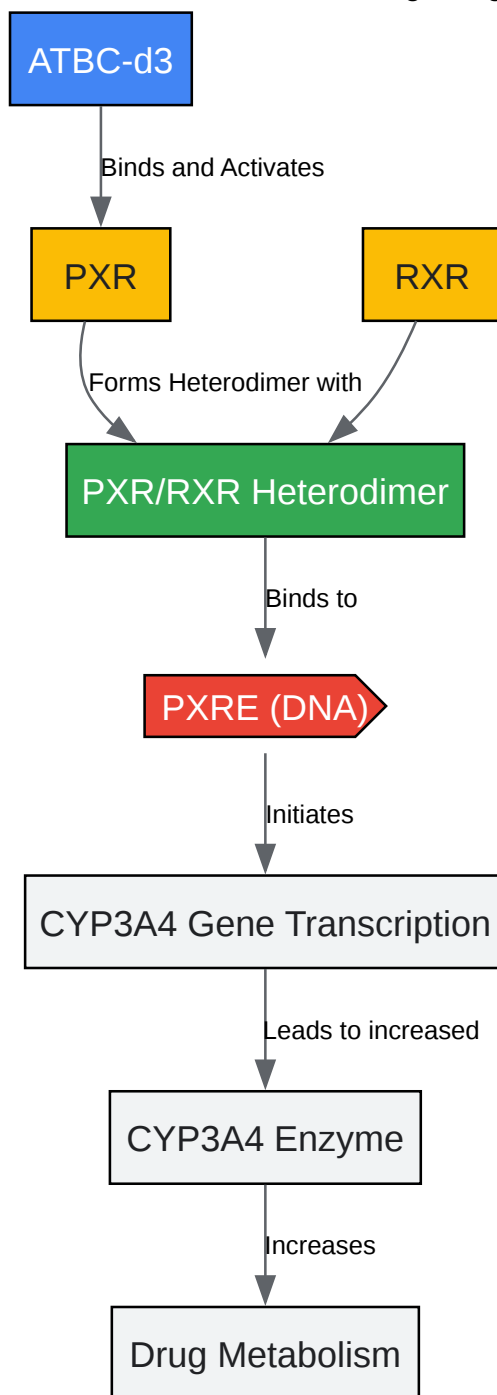 ATBC-d3
Binds and Activates
PXR
RXR
Forms Heterodimer with
PXR/RXR Heterodimer
Binds to
PXRE (DNA)
Initiates
CYP3A4 Gene Transcription
Leads to increased
CYP3A4 Enzyme
Increases
Drug Metabolism